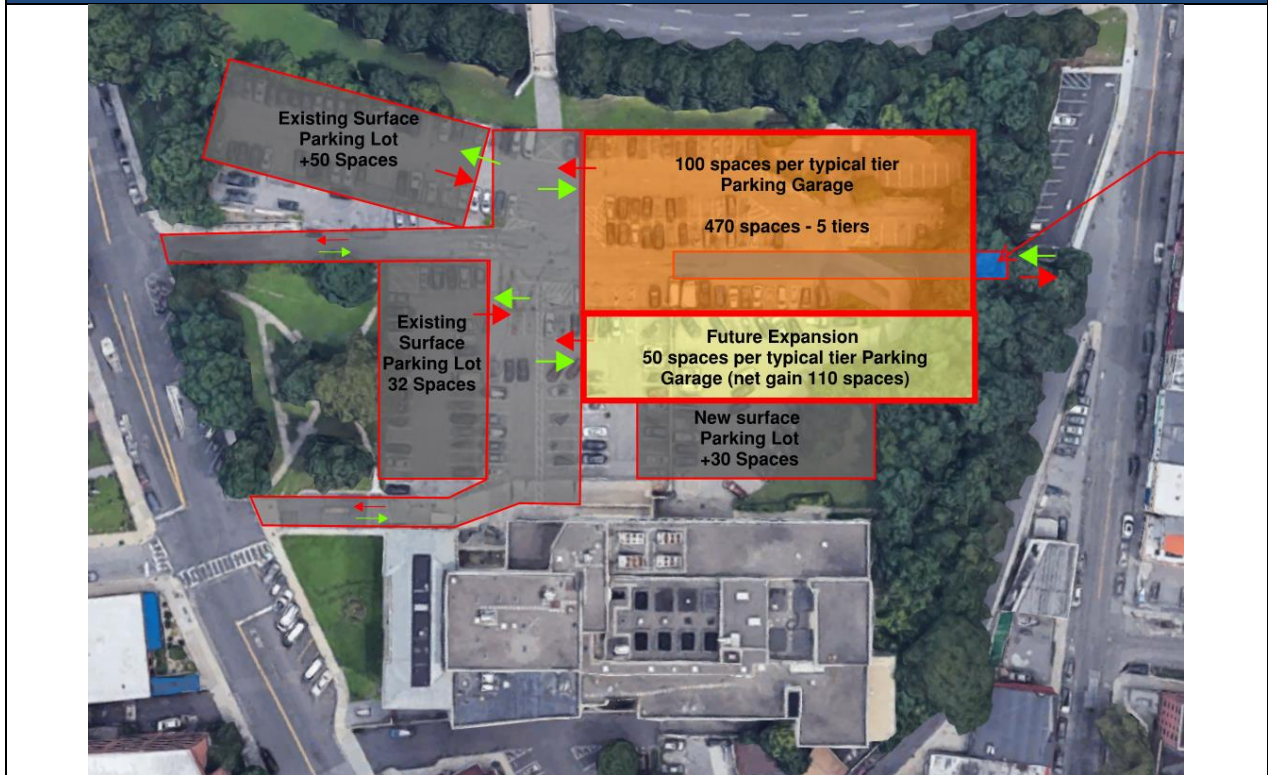 Existing Surface
Parking Lot
+50 Spaces
100 spaces per typical tier
Parking Garage
470 spaces - 5 tiers
Existing
Surface
Parking Lot
32 Spaces
Future Expansion
50 spaces per typical tier Parking
Garage (net gain 110 spaces)
New surface
Parking Lot
+30 Spaces